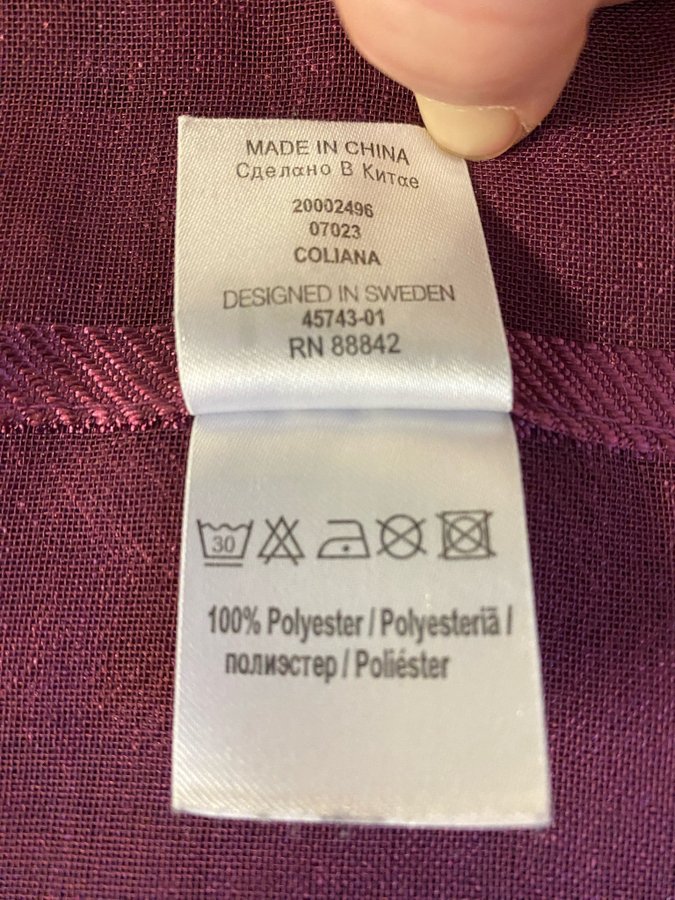 MADE IN CHINA
Сделано В Китае
20002496
07023
COLIANA
DESIGNED IN SWEDEN
45743-01
RN 88842
30
100% Polyester / Polyesteriä /
полиэстер / Poliéster